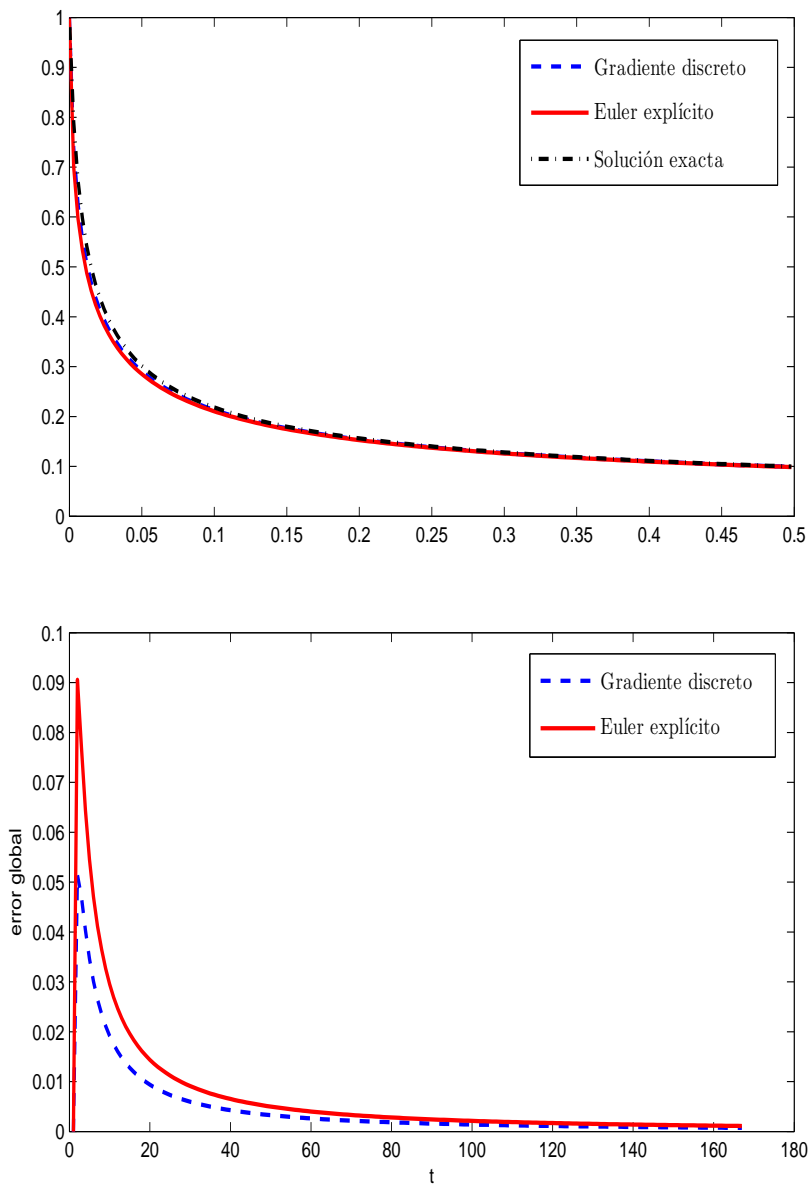 1
0.9
0.8
0.7
0.6
0.5
0.4
0.3
0.2
0.1
0
0 0.05 0.1 0.15 0.2 0.25 0.3 0.35 0.4 0.45 0.5
Gradiente discreto
Euler explícito
Solución exacta
0.1
0.09
0.08
0.07
0.06
0.05
0.04
0.03
0.02
0.01
0
0 20 40 60 80 100 120 140 160 180
error global
t
Gradiente discreto
Euler explícito